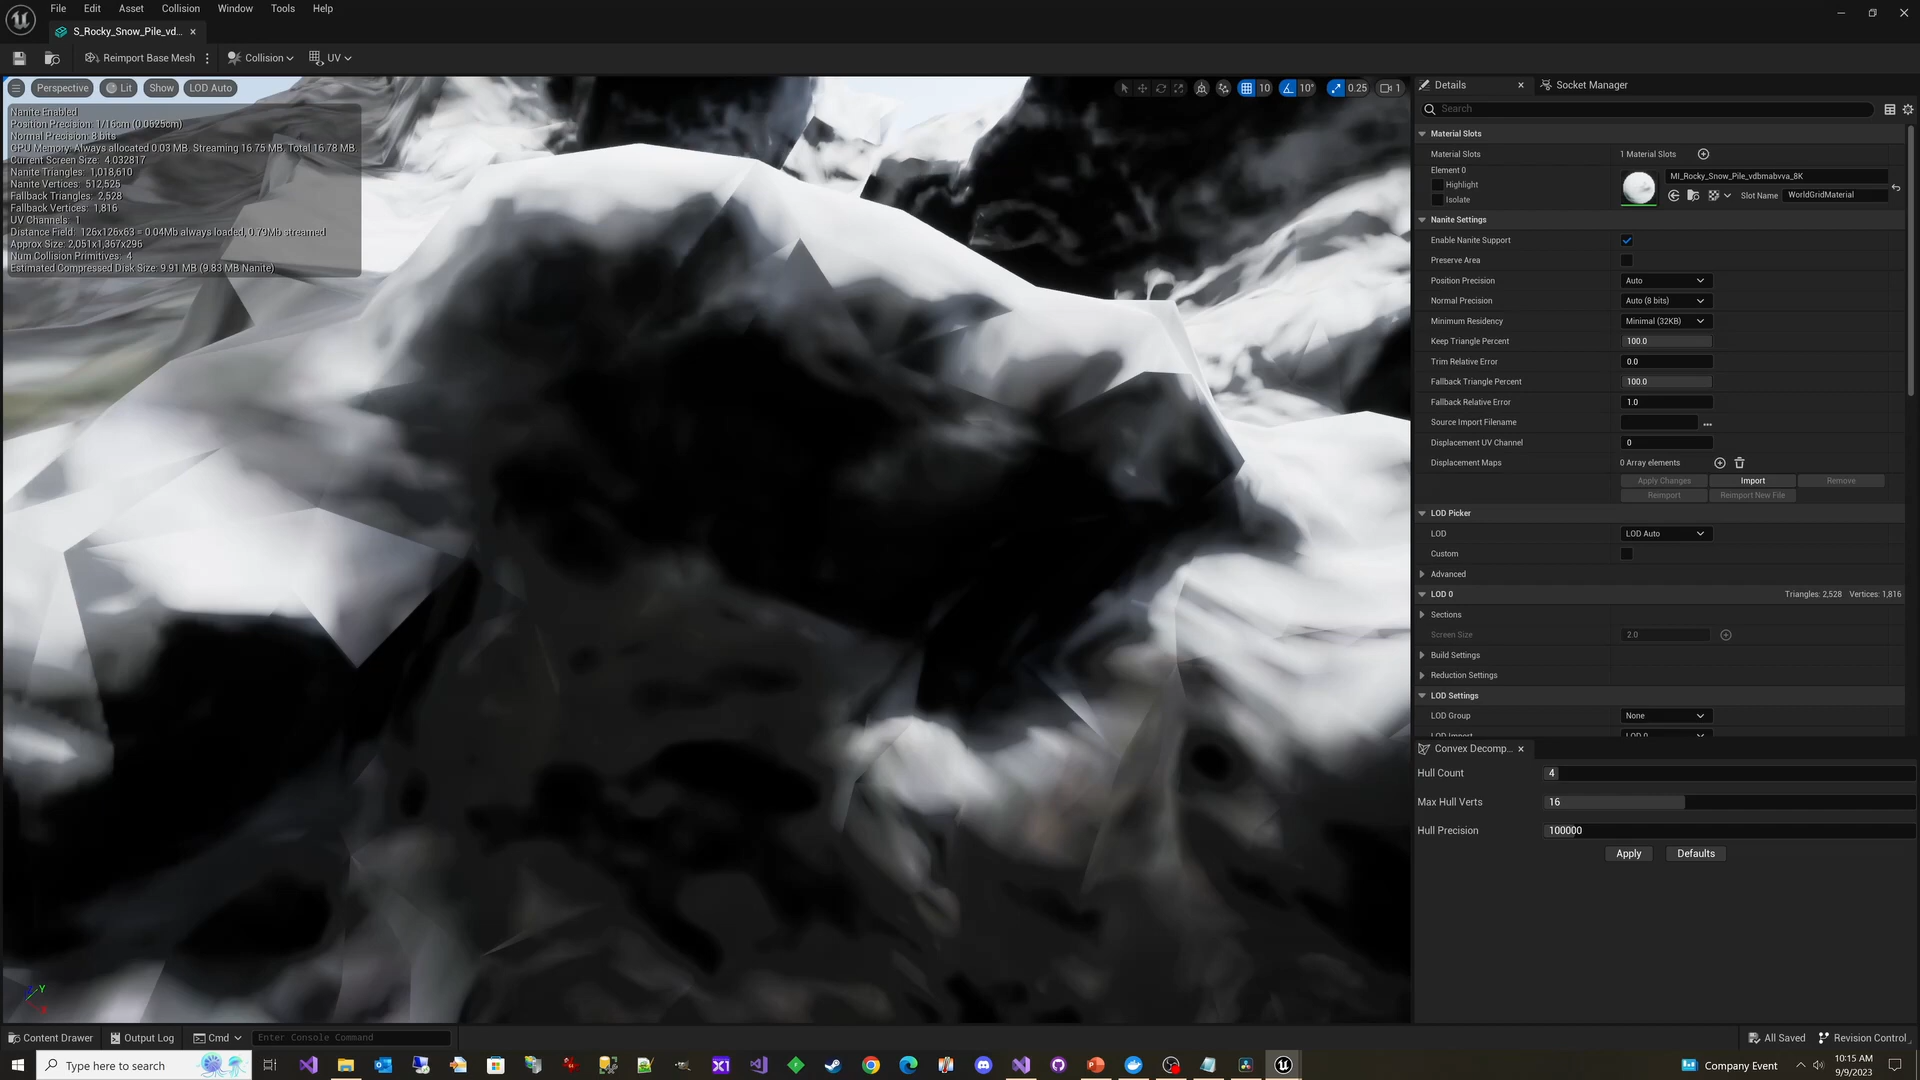 File Edit Asset Collision Window Tools Help
S_Rocky_Snow_Pile_vd...
Reimport Base Mesh Collision UV
Perspective Lit Show LOD Auto 10 10° 0.25 1
Nanite Enabled
Position Precision: 1/16cm (0.0625cm)
Normal Precision: 8 bits
GPU Memory: Always allocated 0.03 MB. Streaming 16.75 MB. Total 16.78 MB.
Current Screen Size: 4.032817
Nanite Triangles: 1,018,610
Nanite Vertices: 512,525
Fallback Triangles: 2,528
Fallback Vertices: 1,816
UV Channels: 1
Distance Field: 126x126x63 = 0.04Mb always loaded, 0.79Mb streamed
Approx Size: 2,051x1,367x296
Num Collision Primitives: 4
Estimated Compressed Disk Size: 9.91 MB (9.83 MB Nanite)
Y
Details Socket Manager
Search
Material Slots
Material Slots 1 Material Slots
Element 0
MI_Rocky_Snow_Pile_vdbmabvva_8K
Highlight
Isolate
Slot Name WorldGridMaterial
Nanite Settings
Enable Nanite Support
Preserve Area
Position Precision Auto
Normal Precision Auto (8 bits)
Minimum Residency Minimal (32KB)
Keep Triangle Percent 100.0
Trim Relative Error 0.0
Fallback Triangle Percent 100.0
Fallback Relative Error 1.0
Source Import Filename ...
Displacement UV Channel 0
Displacement Maps 0 Array elements
Apply Changes Import Remove
Reimport Reimport New File
LOD Picker
LOD LOD Auto
Custom
Advanced
LOD 0 Triangles: 2,528 Vertices: 1,816
Sections
Screen Size 2.0
Build Settings
Reduction Settings
LOD Settings
LOD Group None
LOD Import LOD 0
Convex Decomp...
Hull Count 4
Max Hull Verts 16
Hull Precision 100000
Apply Defaults
Content Drawer Output Log Cmd Enter Console Command All Saved Revision Control
Type here to search
Company Event
10:15 AM
9/9/2023